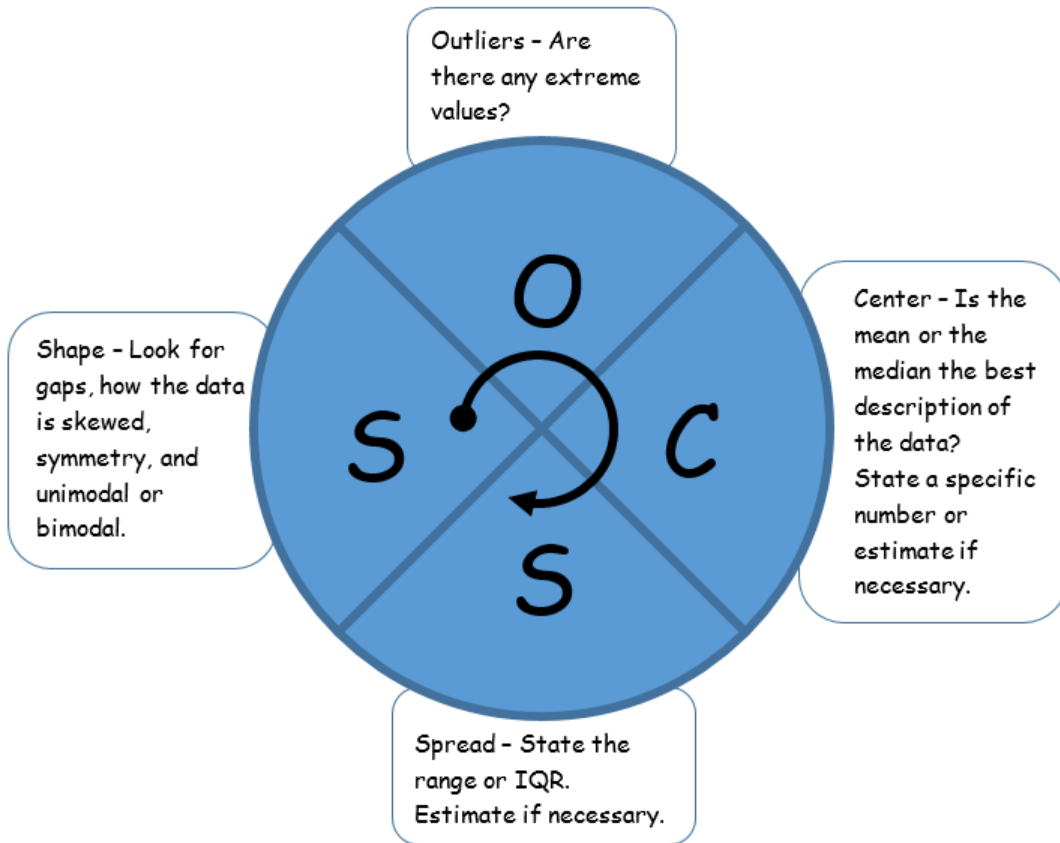 Outliers – Are
there any extreme
values?
O
Shape – Look for
gaps, how the data
is skewed,
symmetry, and
unimodal or
bimodal.
S
C
Center – Is the
mean or the
median the best
description of
the data?
State a specific
number or
estimate if
necessary.
S
Spread – State the
range or IQR.
Estimate if necessary.